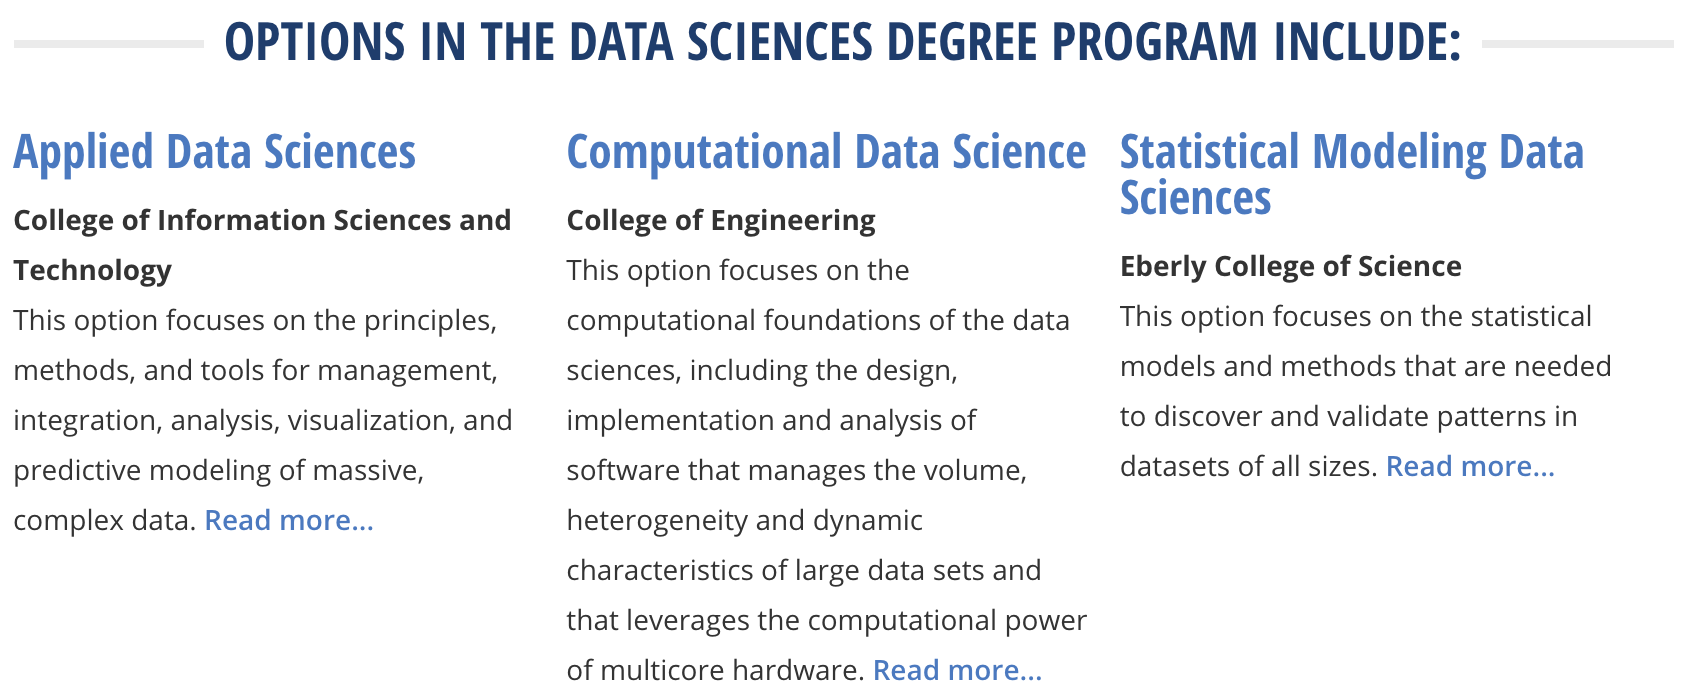 OPTIONS IN THE DATA SCIENCES DEGREE PROGRAM INCLUDE:
Applied Data Sciences
College of Information Sciences and
Technology
This option focuses on the principles,
methods, and tools for management,
integration, analysis, visualization, and
predictive modeling of massive,
complex data. Read more...
Computational Data Science
College of Engineering
This option focuses on the
computational foundations of the data
sciences, including the design,
implementation and analysis of
software that manages the volume,
heterogeneity and dynamic
characteristics of large data sets and
that leverages the computational power
of multicore hardware. Read more...
Statistical Modeling Data
Sciences
Eberly College of Science
This option focuses on the statistical
models and methods that are needed
to discover and validate patterns in
datasets of all sizes. Read more...